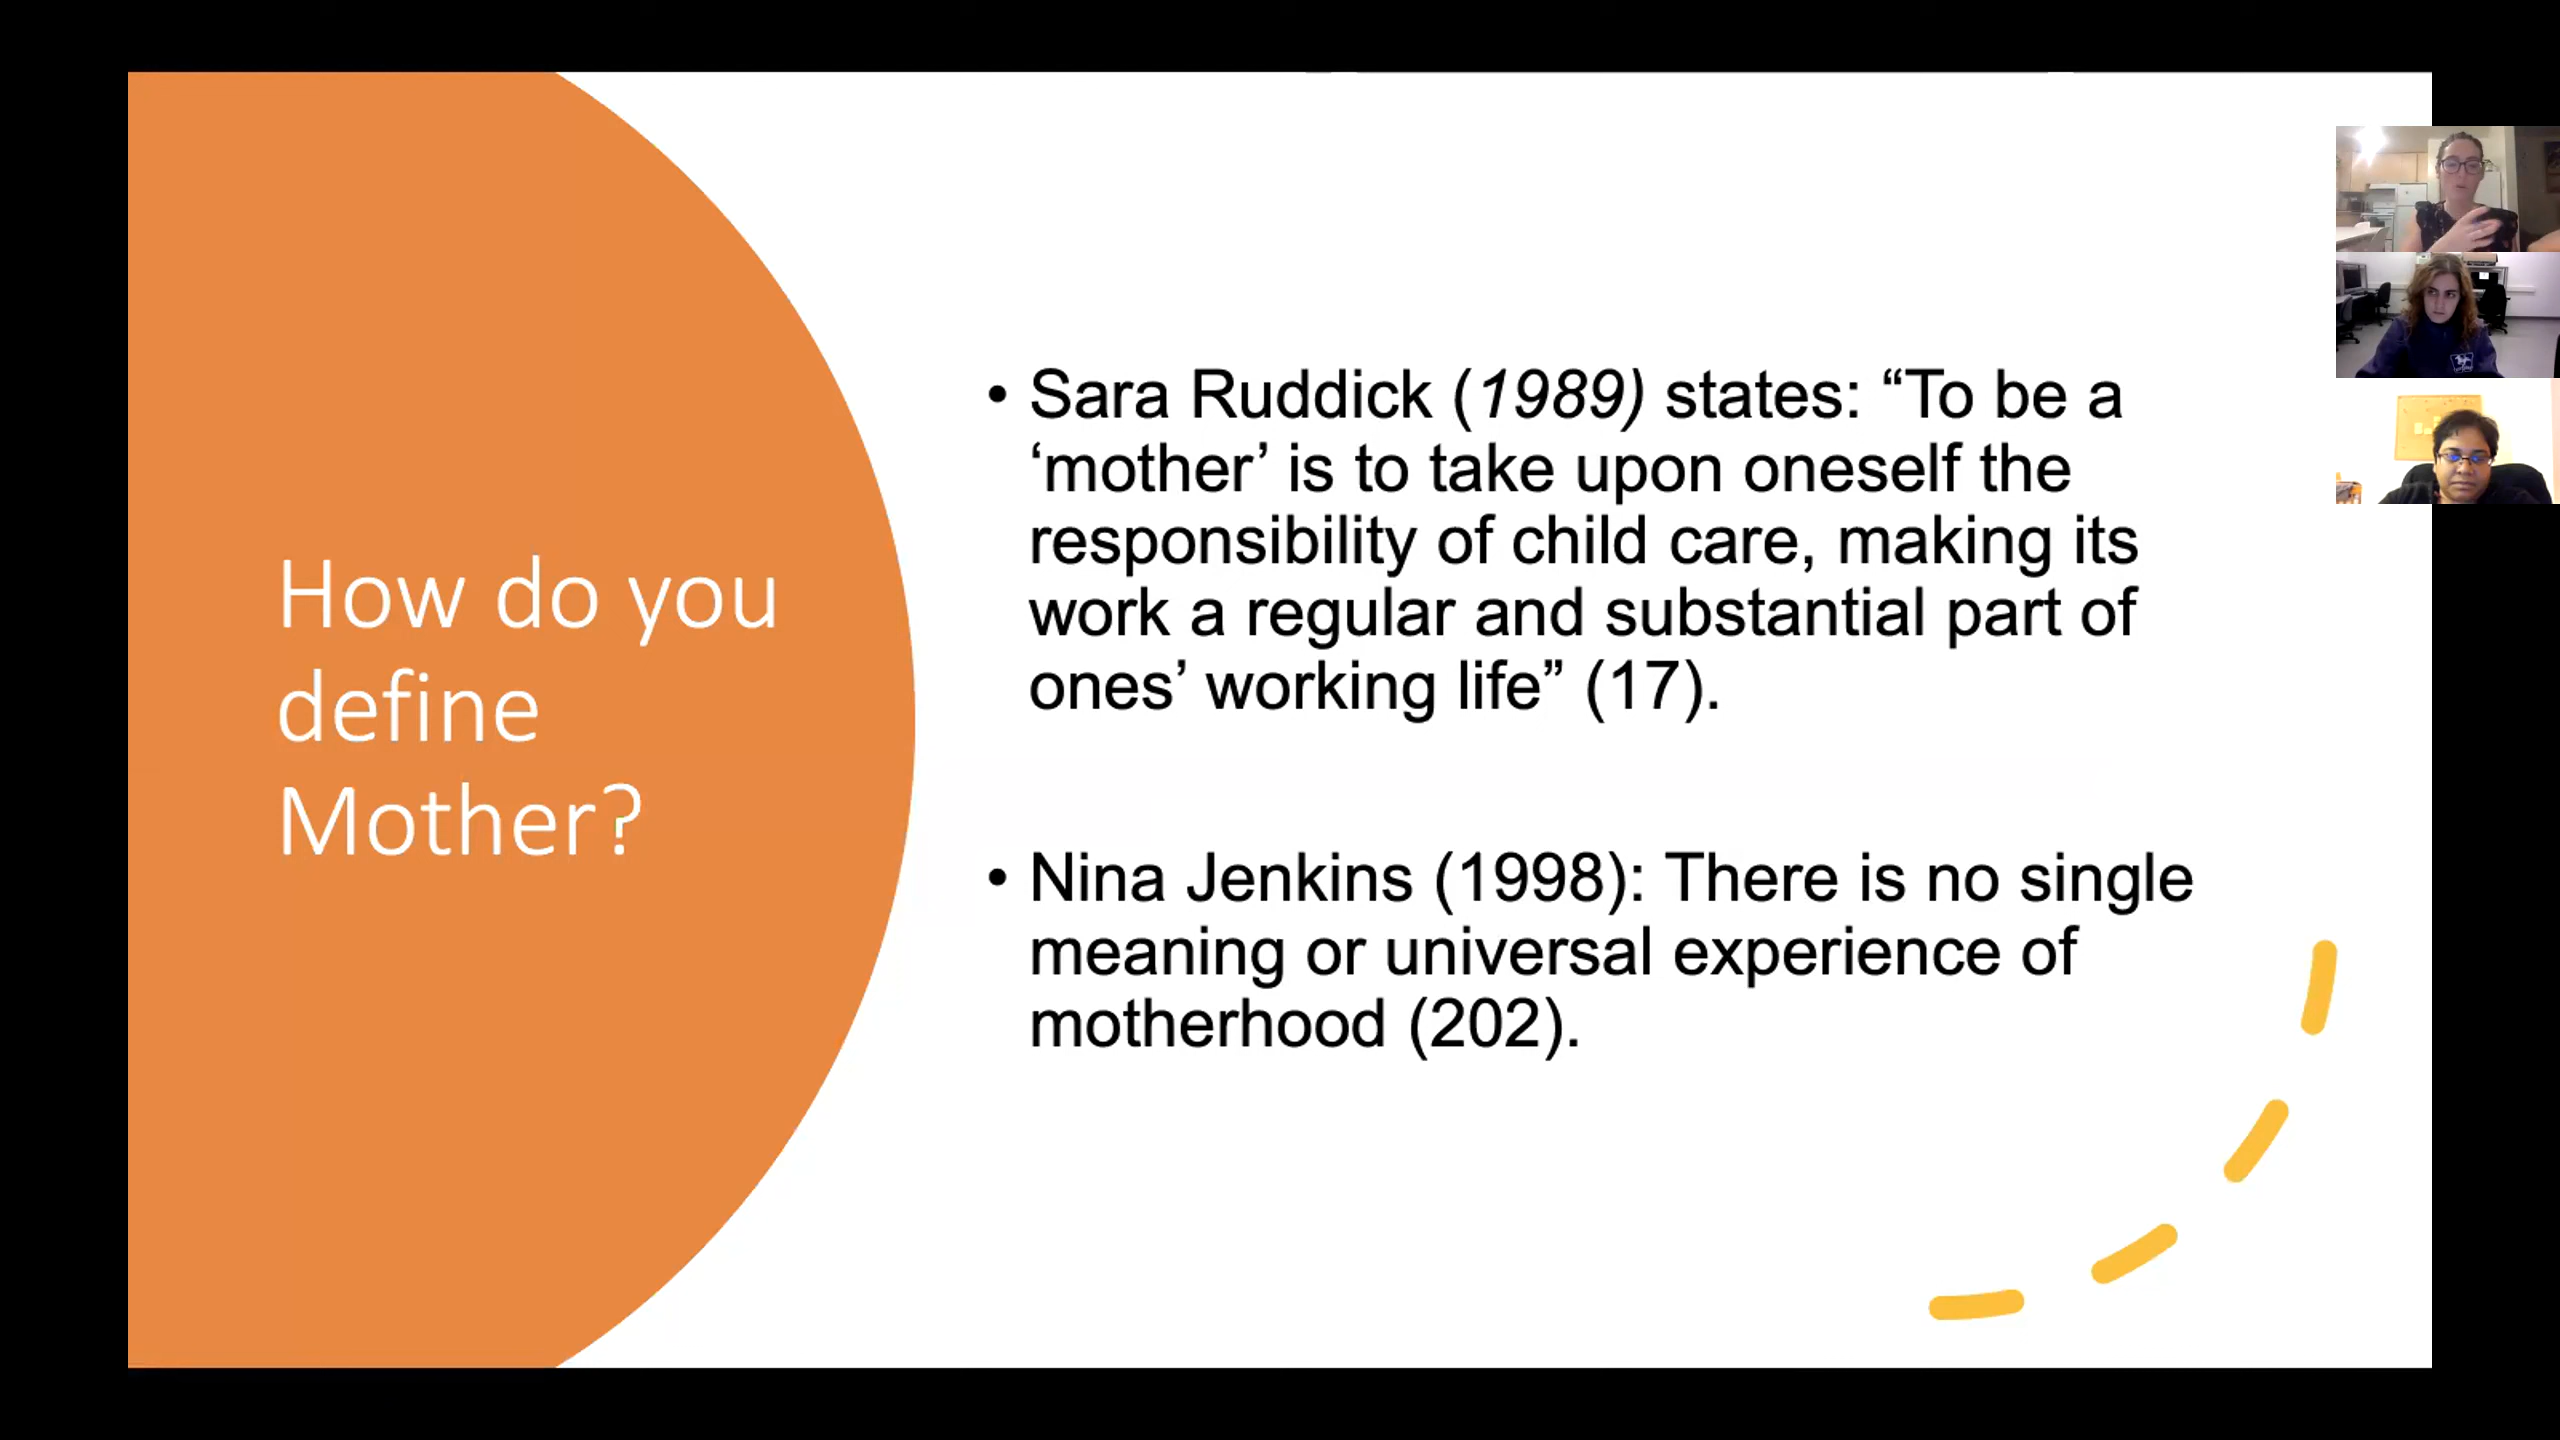 How do you
define
Mother?
• Sara Ruddick (1989) states: “To be a
‘mother’ is to take upon oneself the
responsibility of child care, making its
work a regular and substantial part of
ones’ working life” (17).
• Nina Jenkins (1998): There is no single
meaning or universal experience of
motherhood (202).